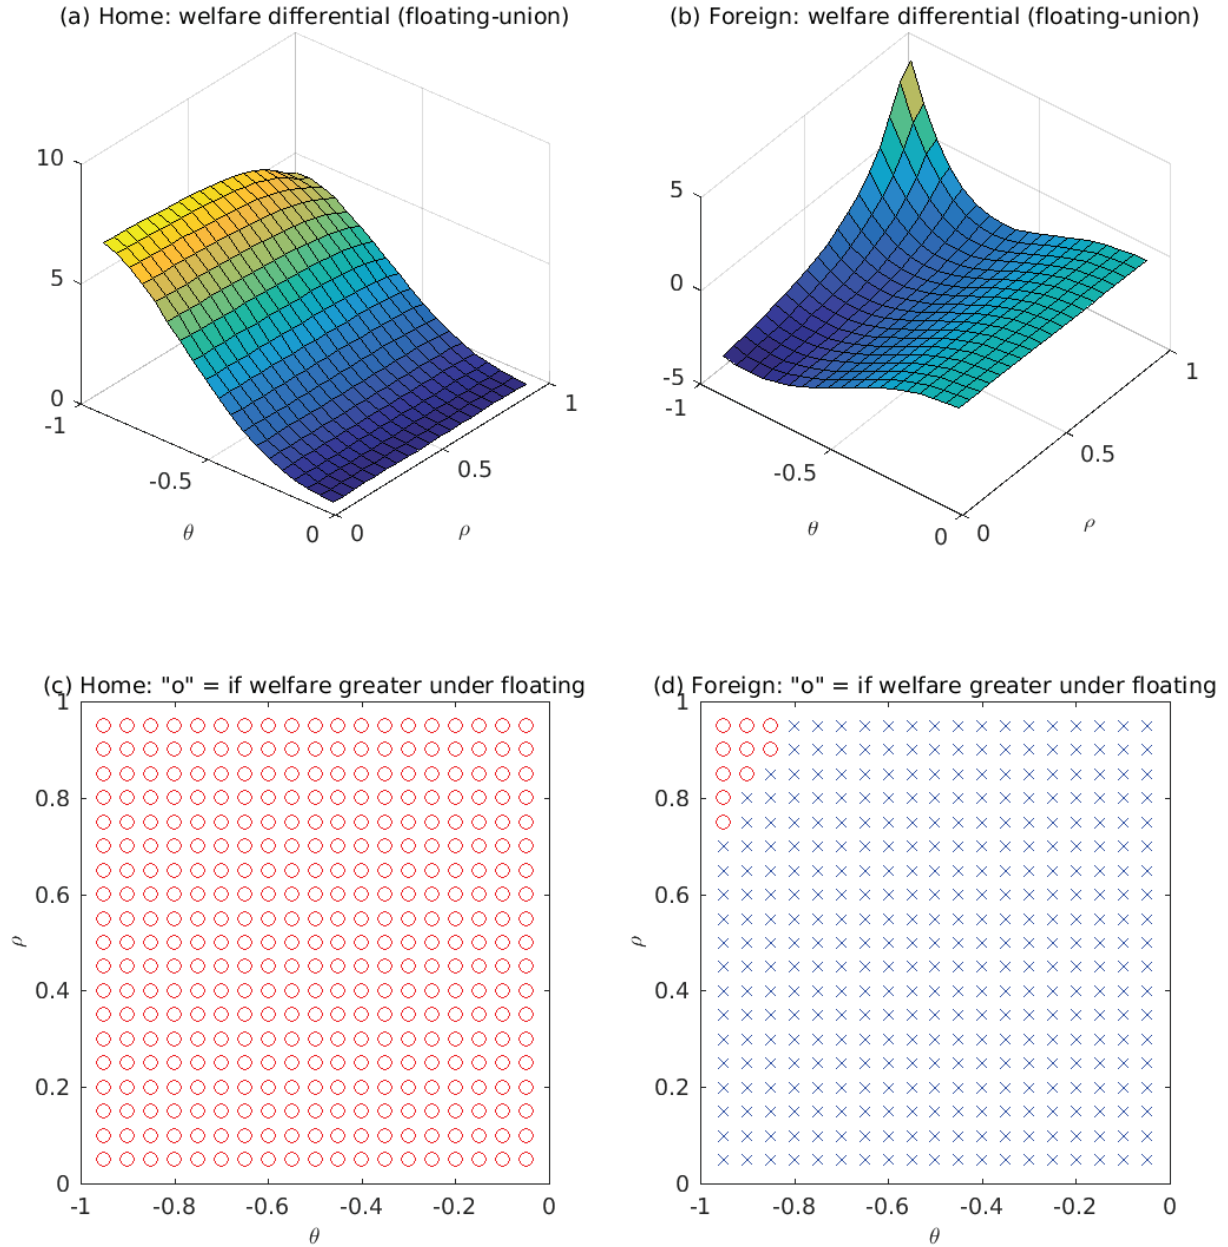 (a) Home: welfare differential (floating-union)
10
5
0
-1
-0.5
0
0
0.5
1
θ
ρ
(b) Foreign: welfare differential (floating-union)
5
0
-5
-1
-0.5
0
0
0.5
1
θ
ρ
(c) Home: "o" = if welfare greater under floating
1
0.8
0.6
0.4
0.2
0
ρ
-1 -0.8 -0.6 -0.4 -0.2 0
θ
(d) Foreign: "o" = if welfare greater under floating
1
0.8
0.6
0.4
0.2
0
ρ
-1 -0.8 -0.6 -0.4 -0.2 0
θ